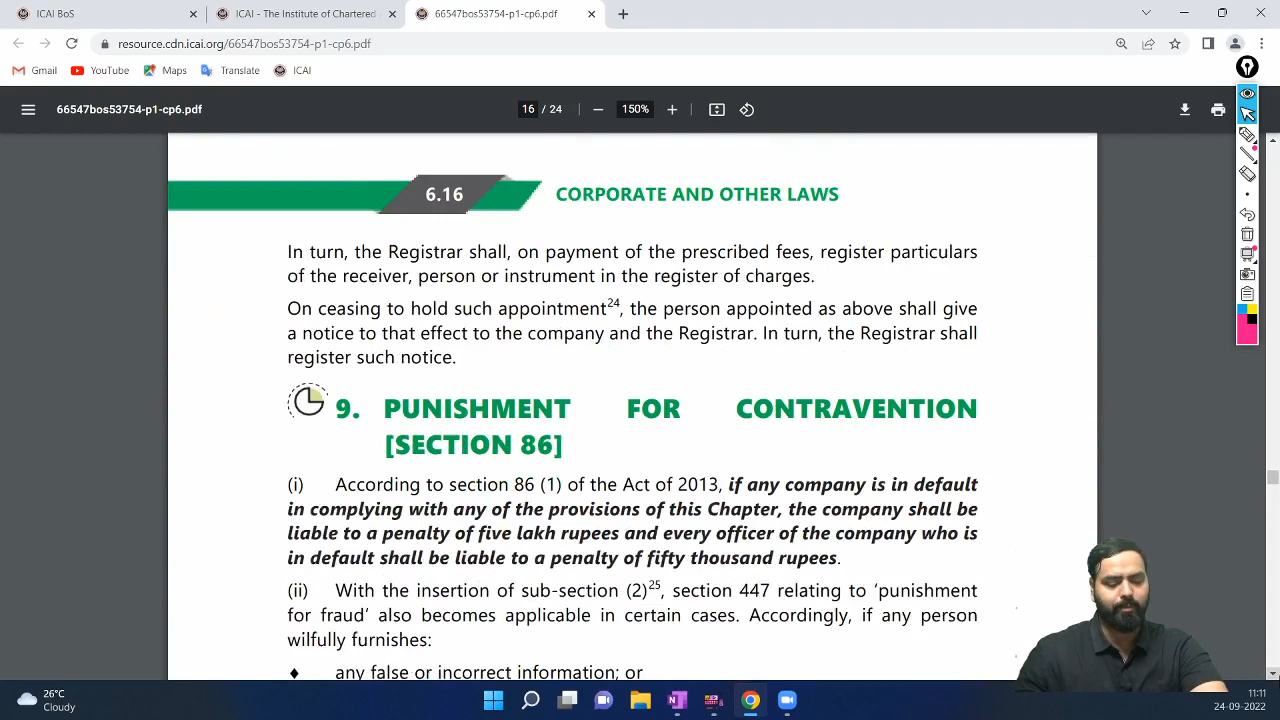 ICAI BoS
ICAI - The Institute of Chartered
66547bos53754-p1-cp6.pdf
resource.cdn.icai.org/66547bos53754-p1-cp6.pdf
Gmail
YouTube
Maps
Translate
ICAI
66547bos53754-p1-cp6.pdf
16 / 24
150%
6.16
CORPORATE AND OTHER LAWS
In turn, the Registrar shall, on payment of the prescribed fees, register particulars
of the receiver, person or instrument in the register of charges.
On ceasing to hold such appointment24, the person appointed as above shall give
a notice to that effect to the company and the Registrar. In turn, the Registrar shall
register such notice.
9. PUNISHMENT FOR CONTRAVENTION
[SECTION 86]
(i) According to section 86 (1) of the Act of 2013, if any company is in default
in complying with any of the provisions of this Chapter, the company shall be
liable to a penalty of five lakh rupees and every officer of the company who is
in default shall be liable to a penalty of fifty thousand rupees.
(ii) With the insertion of sub-section (2)25, section 447 relating to ‘punishment
for fraud’ also becomes applicable in certain cases. Accordingly, if any person
wilfully furnishes:
♦ any false or incorrect information; or
26°C
Cloudy
11:11
24-09-2022